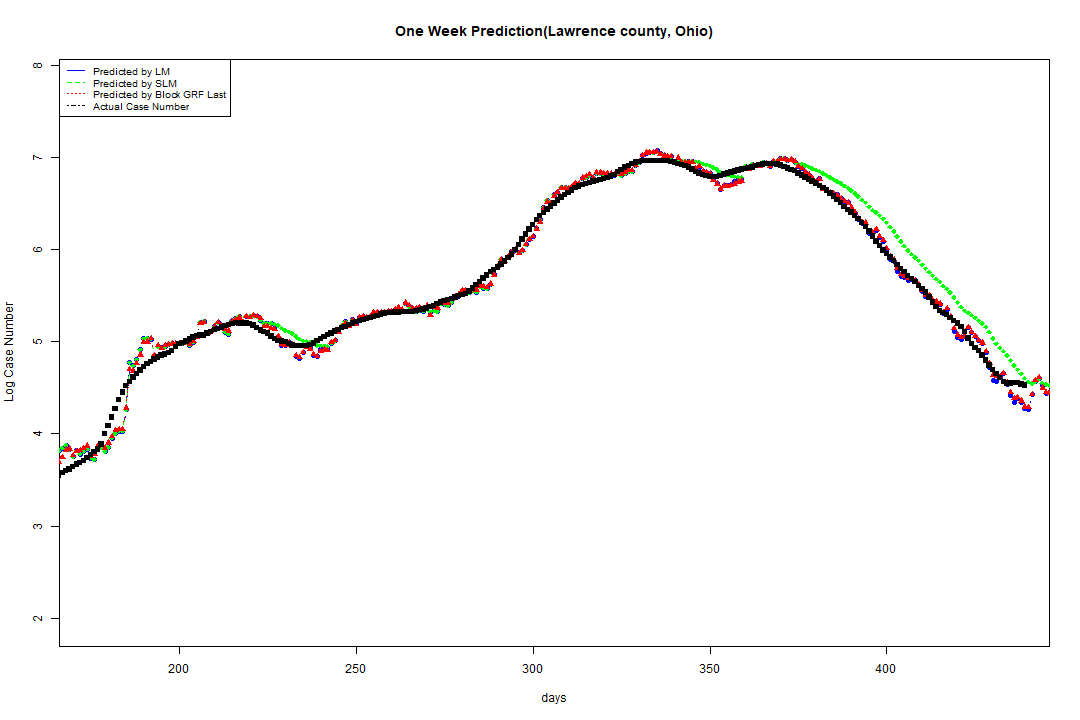 One Week Prediction(Lawrence county, Ohio)
Predicted by LM
Predicted by SLM
Predicted by Block GRF Last
Actual Case Number
8
7
6
5
4
3
2
Log Case Number
200 250 300 350 400
days